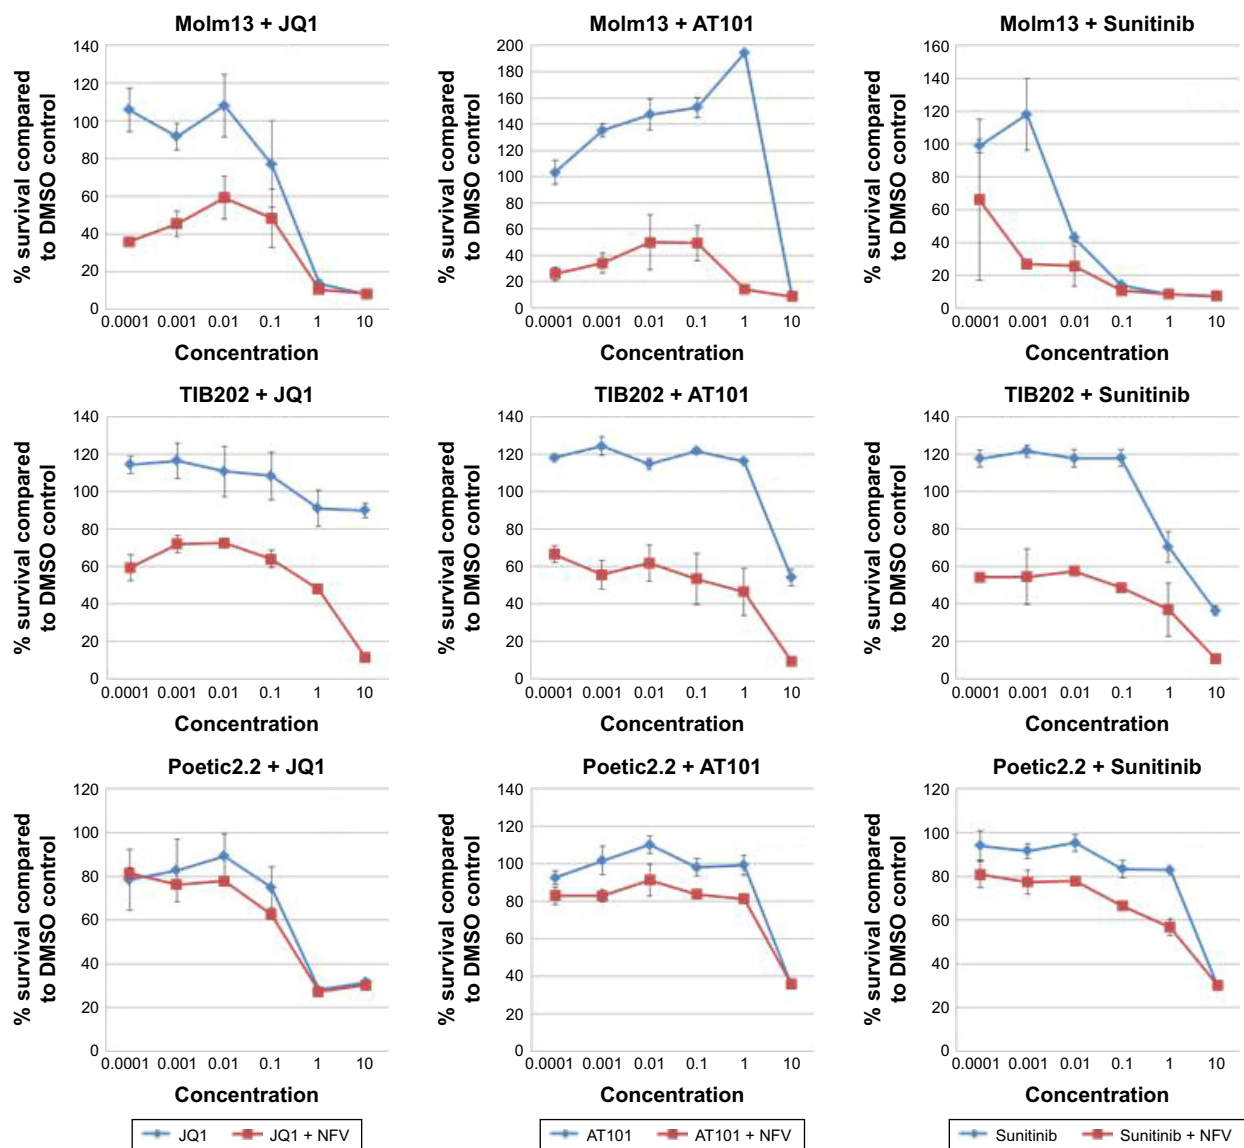 Molm13 + JQ1
% survival compared
to DMSO control
140
120
100
80
60
40
20
0
0.0001 0.001 0.01 0.1 1 10
Concentration
Molm13 + AT101
% survival compared
to DMSO control
200
180
160
140
120
100
80
60
40
20
0
0.0001 0.001 0.01 0.1 1 10
Concentration
Molm13 + Sunitinib
% survival compared
to DMSO control
160
140
120
100
80
60
40
20
0
0.0001 0.001 0.01 0.1 1 10
Concentration
TIB202 + JQ1
% survival compared
to DMSO control
140
120
100
80
60
40
20
0
0.0001 0.001 0.01 0.1 1 10
Concentration
TIB202 + AT101
% survival compared
to DMSO control
140
120
100
80
60
40
20
0
0.0001 0.001 0.01 0.1 1 10
Concentration
TIB202 + Sunitinib
% survival compared
to DMSO control
140
120
100
80
60
40
20
0
0.0001 0.001 0.01 0.1 1 10
Concentration
Poetic2.2 + JQ1
% survival compared
to DMSO control
120
100
80
60
40
20
0
0.0001 0.001 0.01 0.1 1 10
Concentration
JQ1 JQ1 + NFV
Poetic2.2 + AT101
% survival compared
to DMSO control
140
120
100
80
60
40
20
0
0.0001 0.001 0.01 0.1 1 10
Concentration
AT101 AT101 + NFV
Poetic2.2 + Sunitinib
% survival compared
to DMSO control
120
100
80
60
40
20
0
0.0001 0.001 0.01 0.1 1 10
Concentration
Sunitinib Sunitinib + NFV